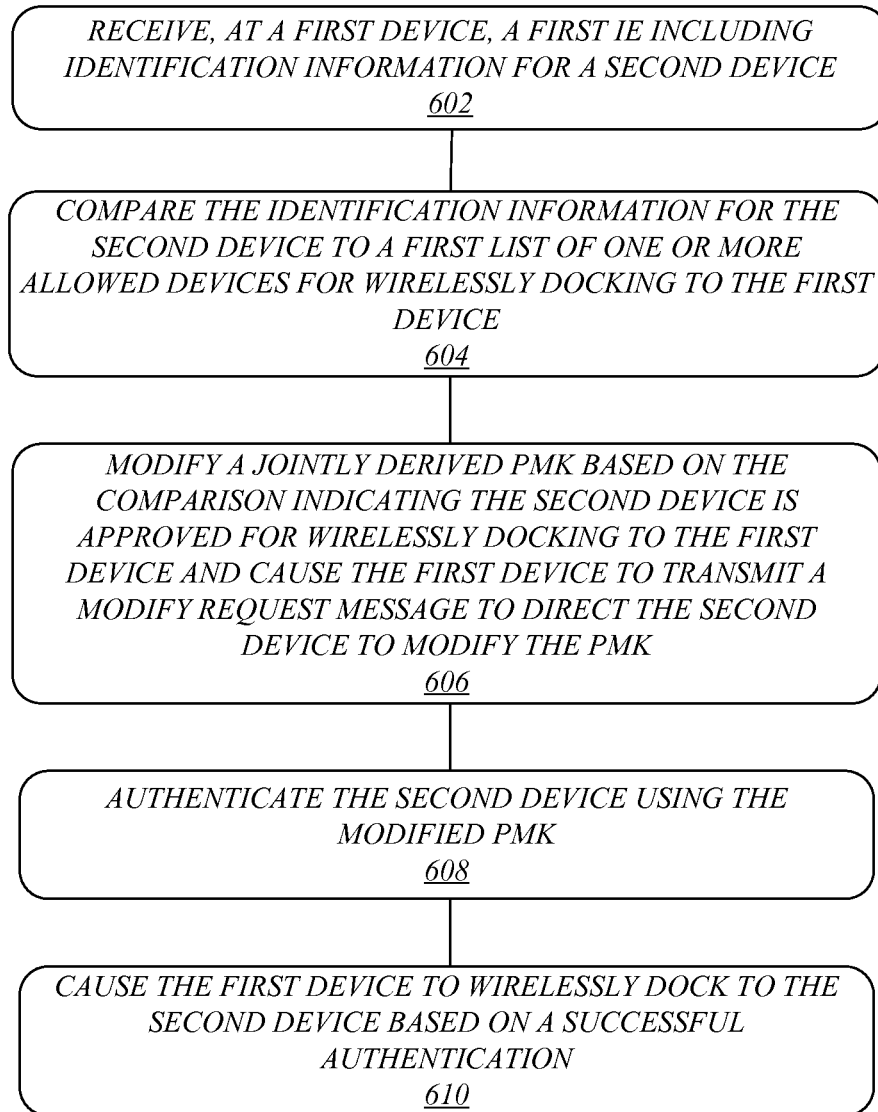 RECEIVE, AT A FIRST DEVICE, A FIRST IE INCLUDING
IDENTIFICATION INFORMATION FOR A SECOND DEVICE
602
COMPARE THE IDENTIFICATION INFORMATION FOR THE
SECOND DEVICE TO A FIRST LIST OF ONE OR MORE
ALLOWED DEVICES FOR WIRELESSLY DOCKING TO THE FIRST
DEVICE
604
MODIFY A JOINTLY DERIVED PMK BASED ON THE
COMPARISON INDICATING THE SECOND DEVICE IS
APPROVED FOR WIRELESSLY DOCKING TO THE FIRST
DEVICE AND CAUSE THE FIRST DEVICE TO TRANSMIT A
MODIFY REQUEST MESSAGE TO DIRECT THE SECOND
DEVICE TO MODIFY THE PMK
606
AUTHENTICATE THE SECOND DEVICE USING THE
MODIFIED PMK
608
CAUSE THE FIRST DEVICE TO WIRELESSLY DOCK TO THE
SECOND DEVICE BASED ON A SUCCESSFUL
AUTHENTICATION
610